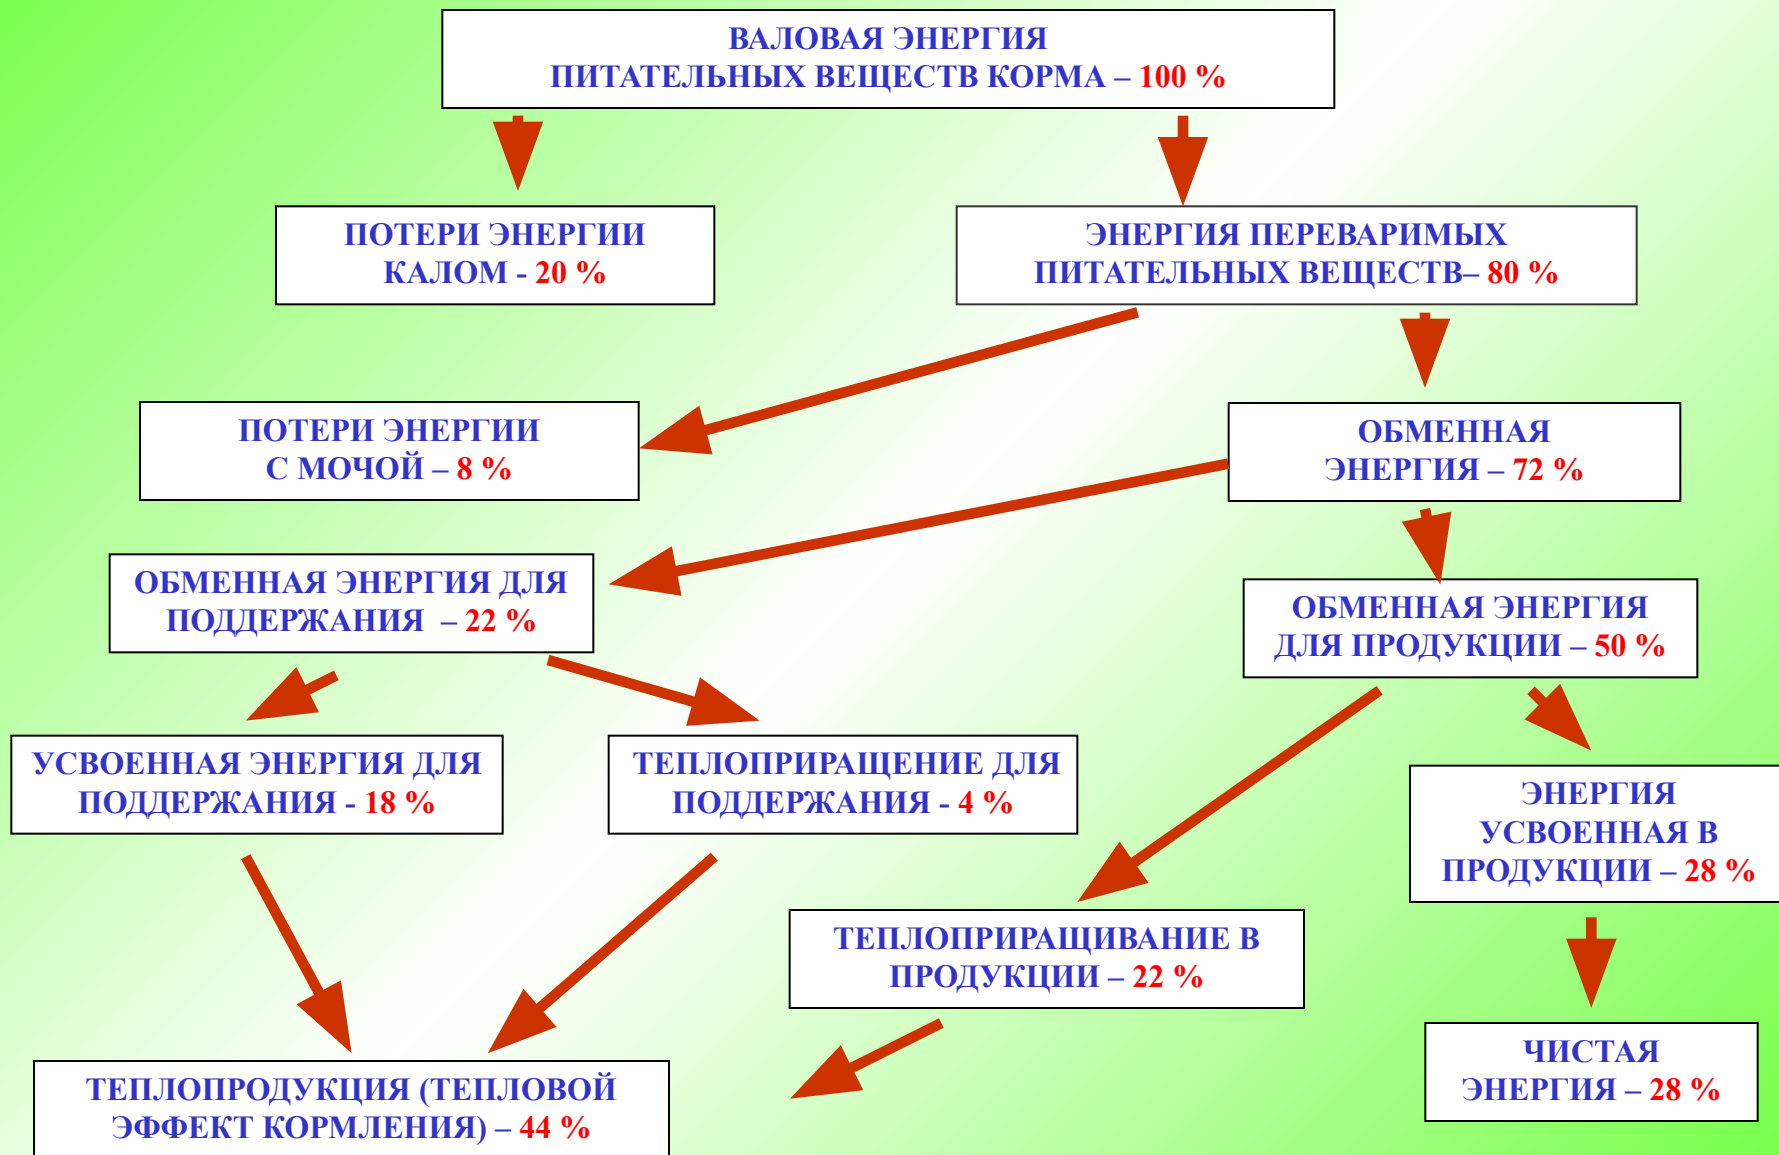 ВАЛОВАЯ ЭНЕРГИЯ
ПИТАТЕЛЬНЫХ ВЕЩЕСТВ КОРМА – 100 %
ПОТЕРИ ЭНЕРГИИ
КАЛОМ - 20 %
ЭНЕРГИЯ ПЕРЕВАРИМЫХ
ПИТАТЕЛЬНЫХ ВЕЩЕСТВ– 80 %
ПОТЕРИ ЭНЕРГИИ
С МОЧОЙ – 8 %
ОБМЕННАЯ
ЭНЕРГИЯ – 72 %
ОБМЕННАЯ ЭНЕРГИЯ ДЛЯ
ПОДДЕРЖАНИЯ – 22 %
ОБМЕННАЯ ЭНЕРГИЯ
ДЛЯ ПРОДУКЦИИ – 50 %
УСВОЕННАЯ ЭНЕРГИЯ ДЛЯ
ПОДДЕРЖАНИЯ - 18 %
ТЕПЛОПРИРАЩЕНИЕ ДЛЯ
ПОДДЕРЖАНИЯ - 4 %
ЭНЕРГИЯ
УСВОЕННАЯ В
ПРОДУКЦИИ – 28 %
ТЕПЛОПРИРАЩИВАНИЕ В
ПРОДУКЦИИ – 22 %
ЧИСТАЯ
ЭНЕРГИЯ – 28 %
ТЕПЛОПРОДУКЦИЯ (ТЕПЛОВОЙ
ЭФФЕКТ КОРМЛЕНИЯ) – 44 %